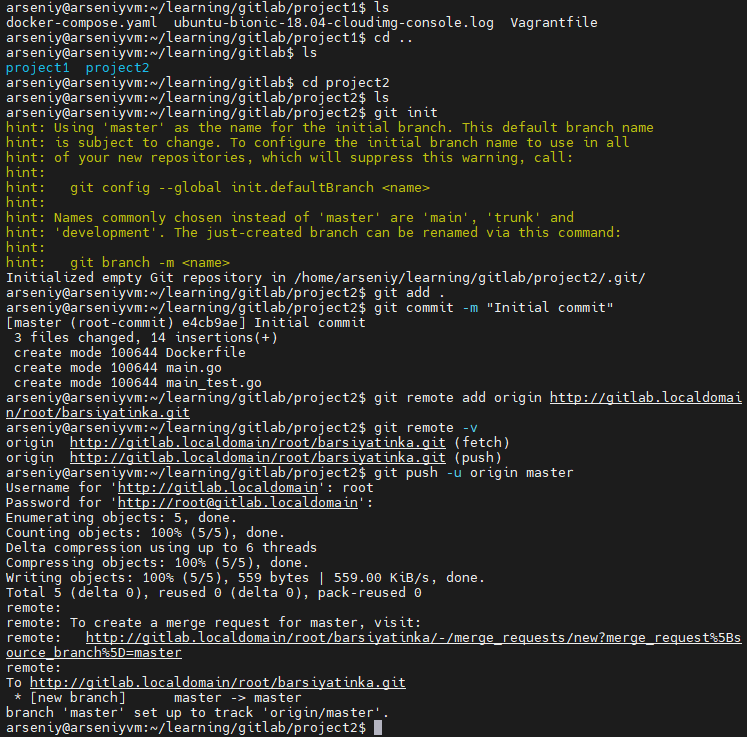 arseniy@arseniyvm:~/learning/gitlab/project1$ ls
docker-compose.yaml  ubuntu-bionic-18.04-cloudimg-console.log  Vagrantfile
arseniy@arseniyvm:~/learning/gitlab/project1$ cd ..
arseniy@arseniyvm:~/learning/gitlab$ ls
project1  project2
arseniy@arseniyvm:~/learning/gitlab$ cd project2
arseniy@arseniyvm:~/learning/gitlab/project2$ ls
arseniy@arseniyvm:~/learning/gitlab/project2$ git init
hint: Using 'master' as the name for the initial branch. This default branch name
hint: is subject to change. To configure the initial branch name to use in all
hint: of your new repositories, which will suppress this warning, call:
hint:
hint:   git config --global init.defaultBranch <name>
hint:
hint: Names commonly chosen instead of 'master' are 'main', 'trunk' and
hint: 'development'. The just-created branch can be renamed via this command:
hint:
hint:   git branch -m <name>
Initialized empty Git repository in /home/arseniy/learning/gitlab/project2/.git/
arseniy@arseniyvm:~/learning/gitlab/project2$ git add .
arseniy@arseniyvm:~/learning/gitlab/project2$ git commit -m "Initial commit"
[master (root-commit) e4cb9ae] Initial commit
 3 files changed, 14 insertions(+)
 create mode 100644 Dockerfile
 create mode 100644 main.go
 create mode 100644 main_test.go
arseniy@arseniyvm:~/learning/gitlab/project2$ git remote add origin http://gitlab.localdomai
n/root/barsiyatinka.git
arseniy@arseniyvm:~/learning/gitlab/project2$ git remote -v
origin  http://gitlab.localdomain/root/barsiyatinka.git (fetch)
origin  http://gitlab.localdomain/root/barsiyatinka.git (push)
arseniy@arseniyvm:~/learning/gitlab/project2$ git push -u origin master
Username for 'http://gitlab.localdomain': root
Password for 'http://root@gitlab.localdomain':
Enumerating objects: 5, done.
Counting objects: 100% (5/5), done.
Delta compression using up to 6 threads
Compressing objects: 100% (5/5), done.
Writing objects: 100% (5/5), 559 bytes | 559.00 KiB/s, done.
Total 5 (delta 0), reused 0 (delta 0), pack-reused 0
remote:
remote: To create a merge request for master, visit:
remote:   http://gitlab.localdomain/root/barsiyatinka/-/merge_requests/new?merge_request%5Bs
ource_branch%5D=master
remote:
To http://gitlab.localdomain/root/barsiyatinka.git
 * [new branch]      master -> master
branch 'master' set up to track 'origin/master'.
arseniy@arseniyvm:~/learning/gitlab/project2$